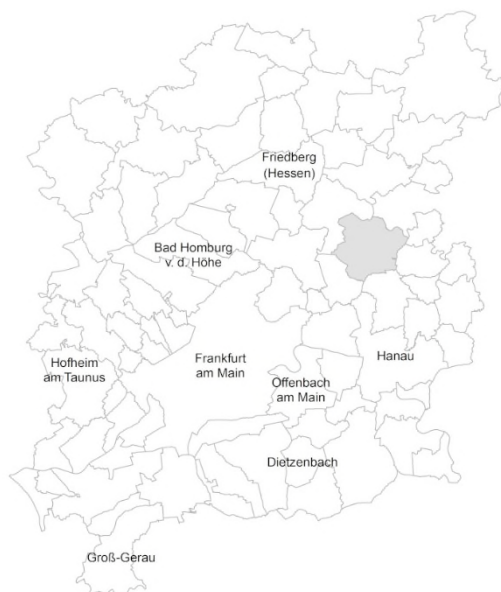 Friedberg
(Hessen)
Bad Homburg
v. d. Höhe
Hofheim
am Taunus
Frankfurt
am Main
Hanau
Offenbach
am Main
Dietzenbach
Groß-Gerau